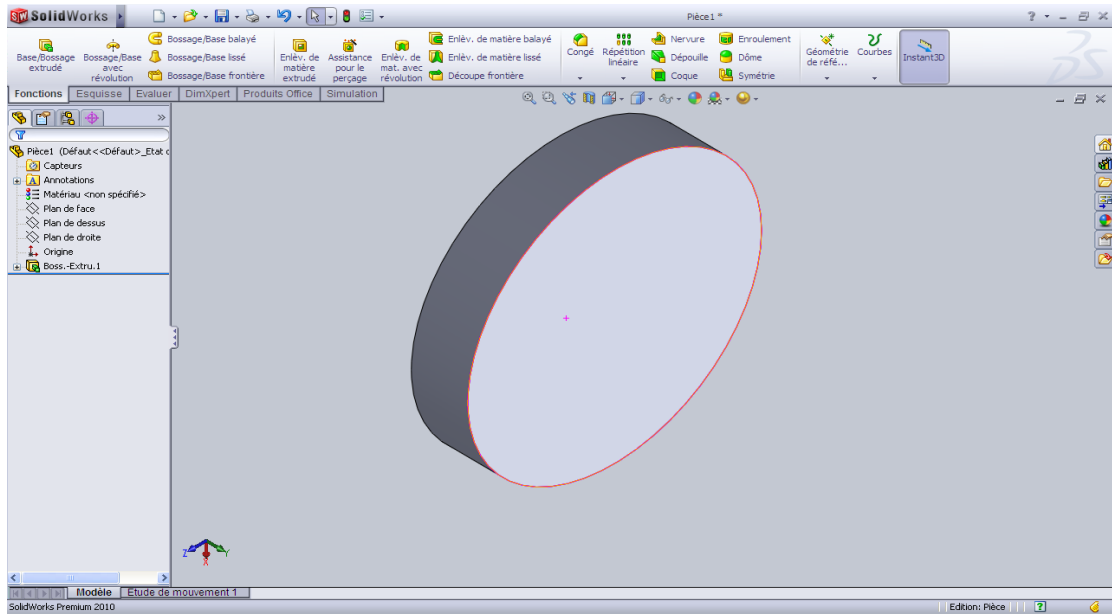 SolidWorks
Pièce1 *
Base/Bossage extrudé
Bossage/Base avec révolution
Bossage/Base balayé
Bossage/Base lissé
Bossage/Base frontière
Enlèv. de matière extrudé
Assistance pour le perçage
Enlèv. de mat. avec révolution
Enlèv. de matière balayé
Enlèv. de matière lissé
Découpe frontière
Congé
Répétition linéaire
Nervure
Dépouille
Coque
Enroulement
Dôme
Symétrie
Géométrie de réfé...
Courbes
Instant3D
Fonctions Esquisse Evaluer DimXpert Produits Office Simulation
Pièce1 (Défaut<<Défaut>_Etat d
Capteurs
Annotations
Matériau <non spécifié>
Plan de face
Plan de dessus
Plan de droite
Origine
Boss.-Extru.1
Z
Y
X
Modèle Etude de mouvement 1
SolidWorks Premium 2010
Edition: Pièce